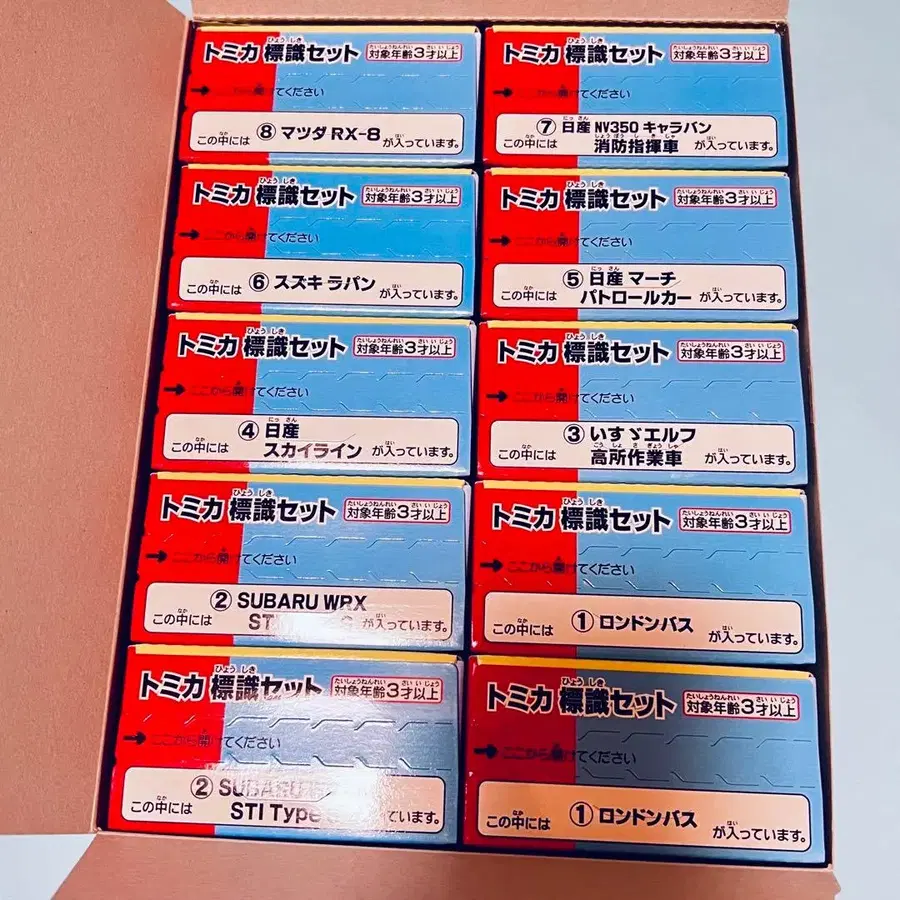 トミカ 標識セット 対象年齢3才以上
ここから開けてください
この中には ⑧ マツダ RX-8 が入っています。
トミカ 標識セット 対象年齢3才以上
ここから開けてください
この中には ⑦ 日産 NV350 キャラバン
消防指揮車 が入っています。
トミカ 標識セット 対象年齢3才以上
ここから開けてください
この中には ⑥ スズキ ラパン が入っています。
トミカ 標識セット 対象年齢3才以上
ここから開けてください
この中には ⑤ 日産 マーチ
パトロールカー が入っています。
トミカ 標識セット 対象年齢3才以上
ここから開けてください
この中には ④ 日産
スカイライン が入っています。
トミカ 標識セット 対象年齢3才以上
ここから開けてください
この中には ③ いすゞエルフ
高所作業車 が入っています。
トミカ 標識セット 対象年齢3才以上
ここから開けてください
この中には ② SUBARU WRX
STI が入っています。
トミカ 標識セット 対象年齢3才以上
ここから開けてください
この中には ① ロンドンバス が入っています。
トミカ 標識セット 対象年齢3才以上
ここから開けてください
この中には ② SUBARU
STI Type っています。
トミカ 標識セット 対象年齢3才以上
ここから開けてください
この中には ① ロンドンバス が入っています。